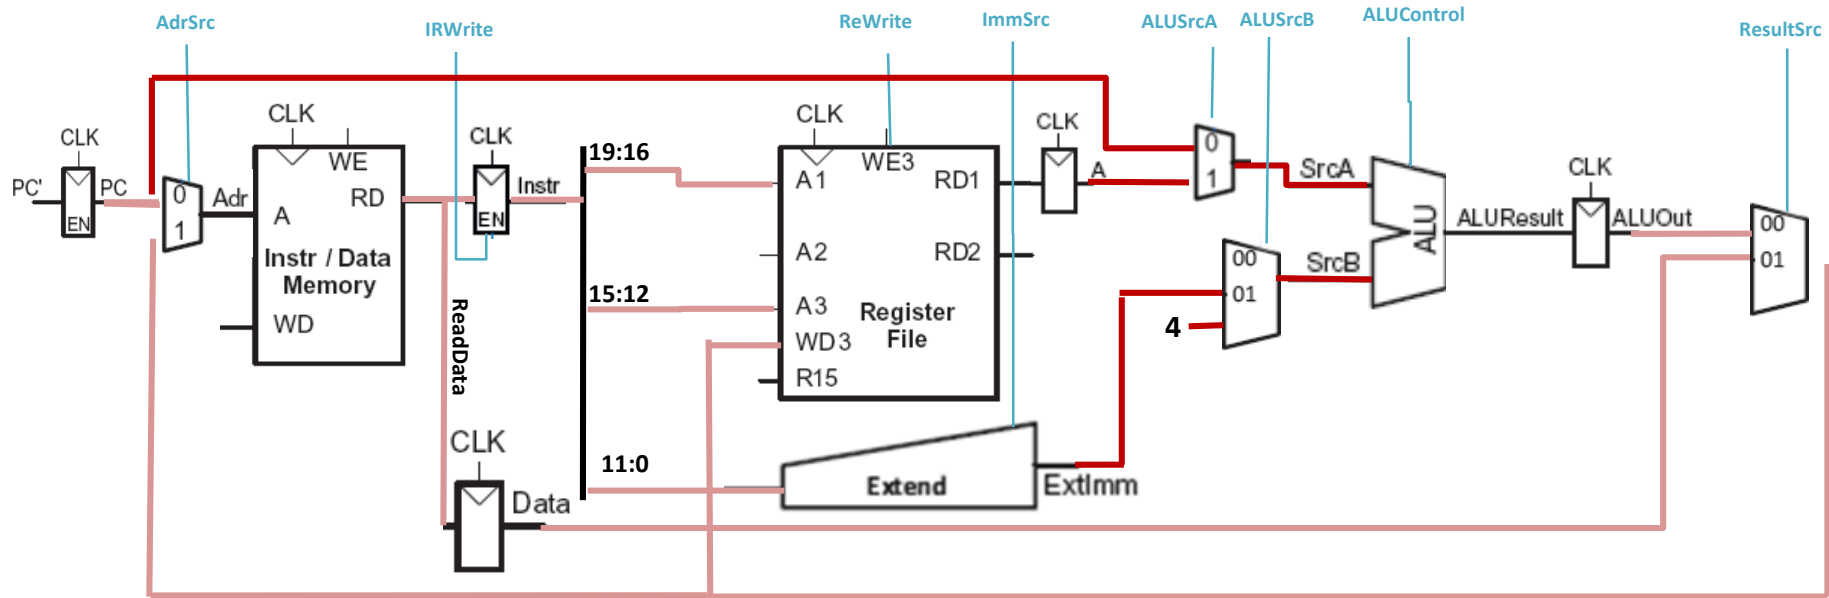 AdrSrc
IRWrite
ReWrite
ImmSrc
ALUSrcA
ALUSrcB
ALUControl
ResultSrc
CLK
PC'
PC
EN
0
1
Adr
CLK
WE
RD
A
Instr / Data
Memory
WD
CLK
EN
Instr
ReadData
CLK
Data
19:16
15:12
11:0
CLK
WE3
A1
RD1
A2
RD2
A3
Register
File
WD3
R15
Extend
ExtImm
CLK
A
0
1
SrcA
00
01
SrcB
4
ALU
ALUResult
CLK
ALUOut
00
01